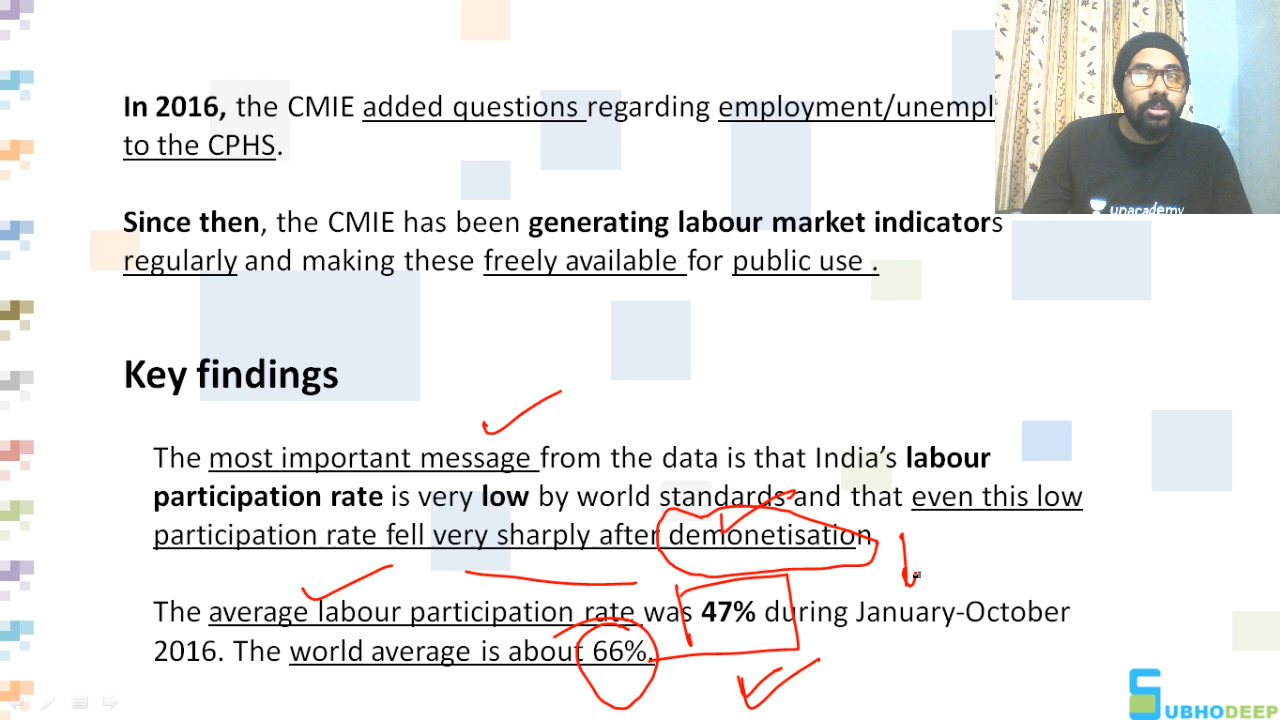 In 2016, the CMIE added questions regarding employment/unempl
to the CPHS.
Since then, the CMIE has been generating labour market indicators
regularly and making these freely available for public use .
unacademy
Key findings
The most important message from the data is that India’s labour
participation rate is very low by world standards and that even this low
participation rate fell very sharply after demonetisation
The average labour participation rate was 47% during January-October
2016. The world average is about 66%.
SUBHODEEP